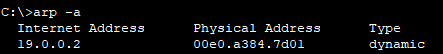 C:\>arp -a
Internet Address Physical Address Type
19.0.0.2 00e0.a384.7d01 dynamic